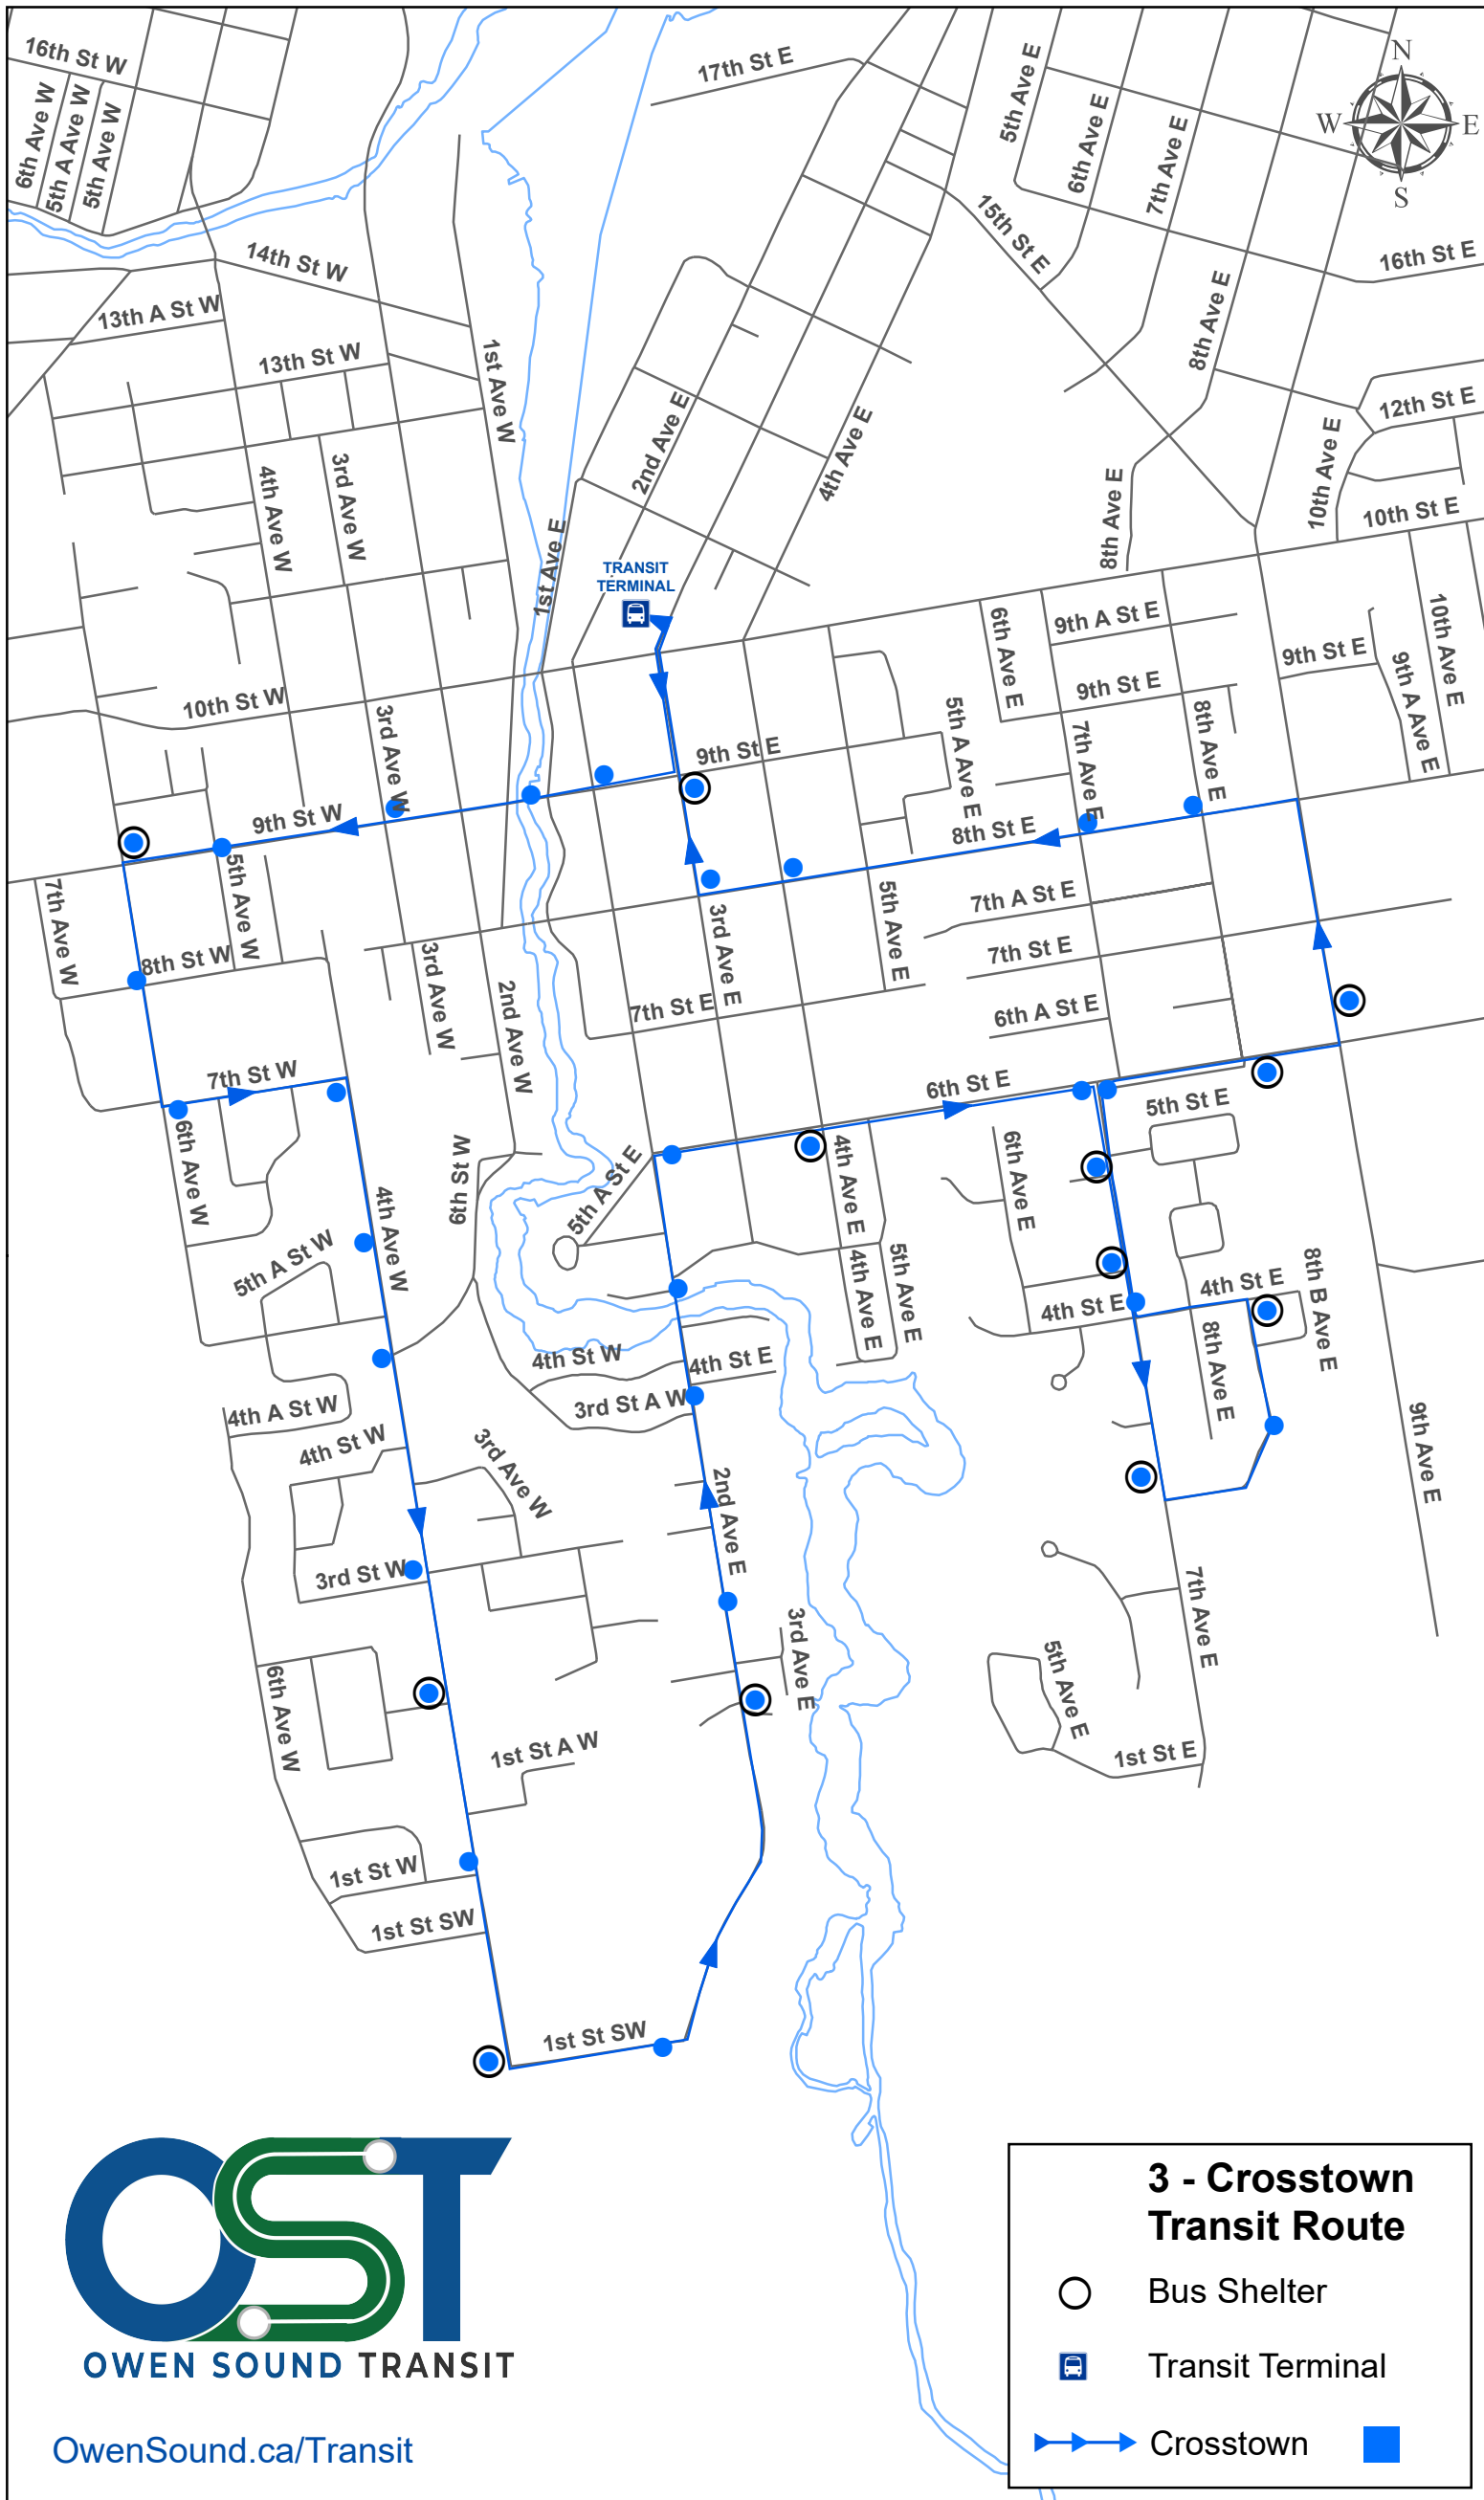 16th St W
6th Ave W
5th A Ave W
5th Ave W
17th St E
5th Ave E
6th Ave E
7th Ave E
N
W
E
S
15th St E
16th St E
14th St W
13th A St W
13th St W
1st Ave W
8th Ave E
12th St E
2nd Ave E
4th Ave E
10th Ave E
4th Ave W
3rd Ave W
8th Ave E
10th St E
1st Ave E
TRANSIT
TERMINAL
6th Ave E
9th A St E
10th Ave E
9th St E
9th St E
9th A Ave E
10th St W
3rd Ave W
5th A Ave E
7th Ave E
8th Ave E
9th St E
9th St W
8th St E
7th Ave W
5th Ave W
8th St W
5th Ave E
7th A St E
3rd Ave E
3rd Ave W
7th St E
2nd Ave W
7th St E
6th A St E
7th St W
6th St E
5th St E
6th Ave W
6th St W
5th A St E
4th Ave E
6th Ave E
4th Ave W
5th A St W
4th Ave E
5th Ave E
4th St E
4th St E
8th B Ave E
8th Ave E
4th St W
4th St E
3rd St A W
4th A St W
4th St W
3rd Ave W
9th Ave E
2nd Ave E
3rd St W
7th Ave E
3rd Ave E
5th Ave E
6th Ave W
1st St A W
1st St E
1st St W
1st St SW
1st St SW
OST
OWEN SOUND TRANSIT
OwenSound.ca/Transit
3 - Crosstown
Transit Route
Bus Shelter
Transit Terminal
Crosstown